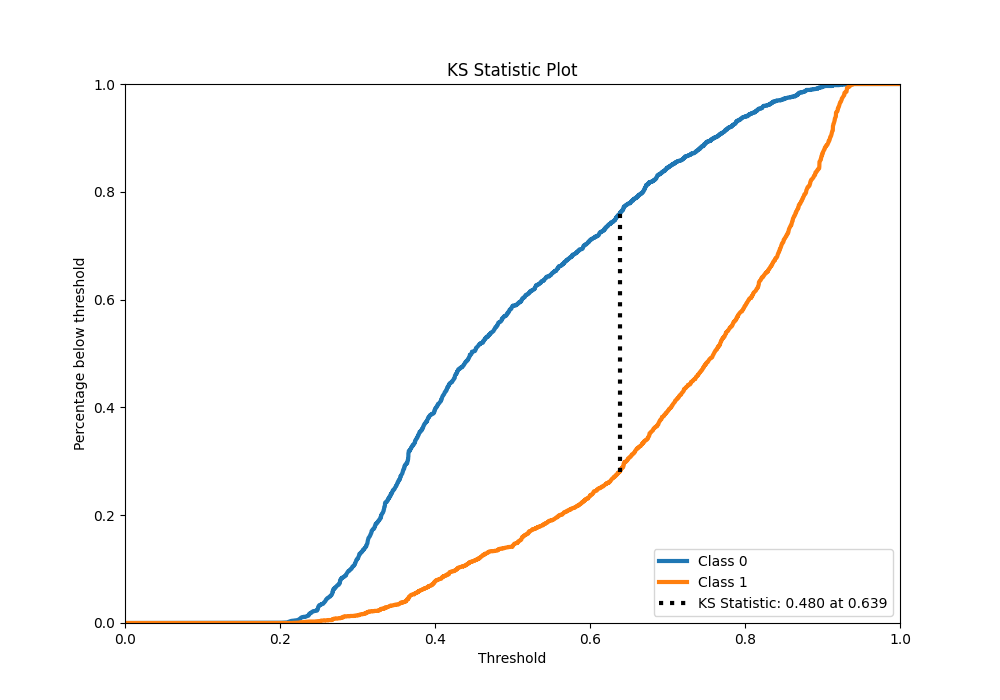 KS Statistic Plot
1.0
0.8
0.6
0.4
0.2
0.0
Percentage below threshold
0.0 0.2 0.4 0.6 0.8 1.0
Threshold
Class 0
Class 1
KS Statistic: 0.480 at 0.639